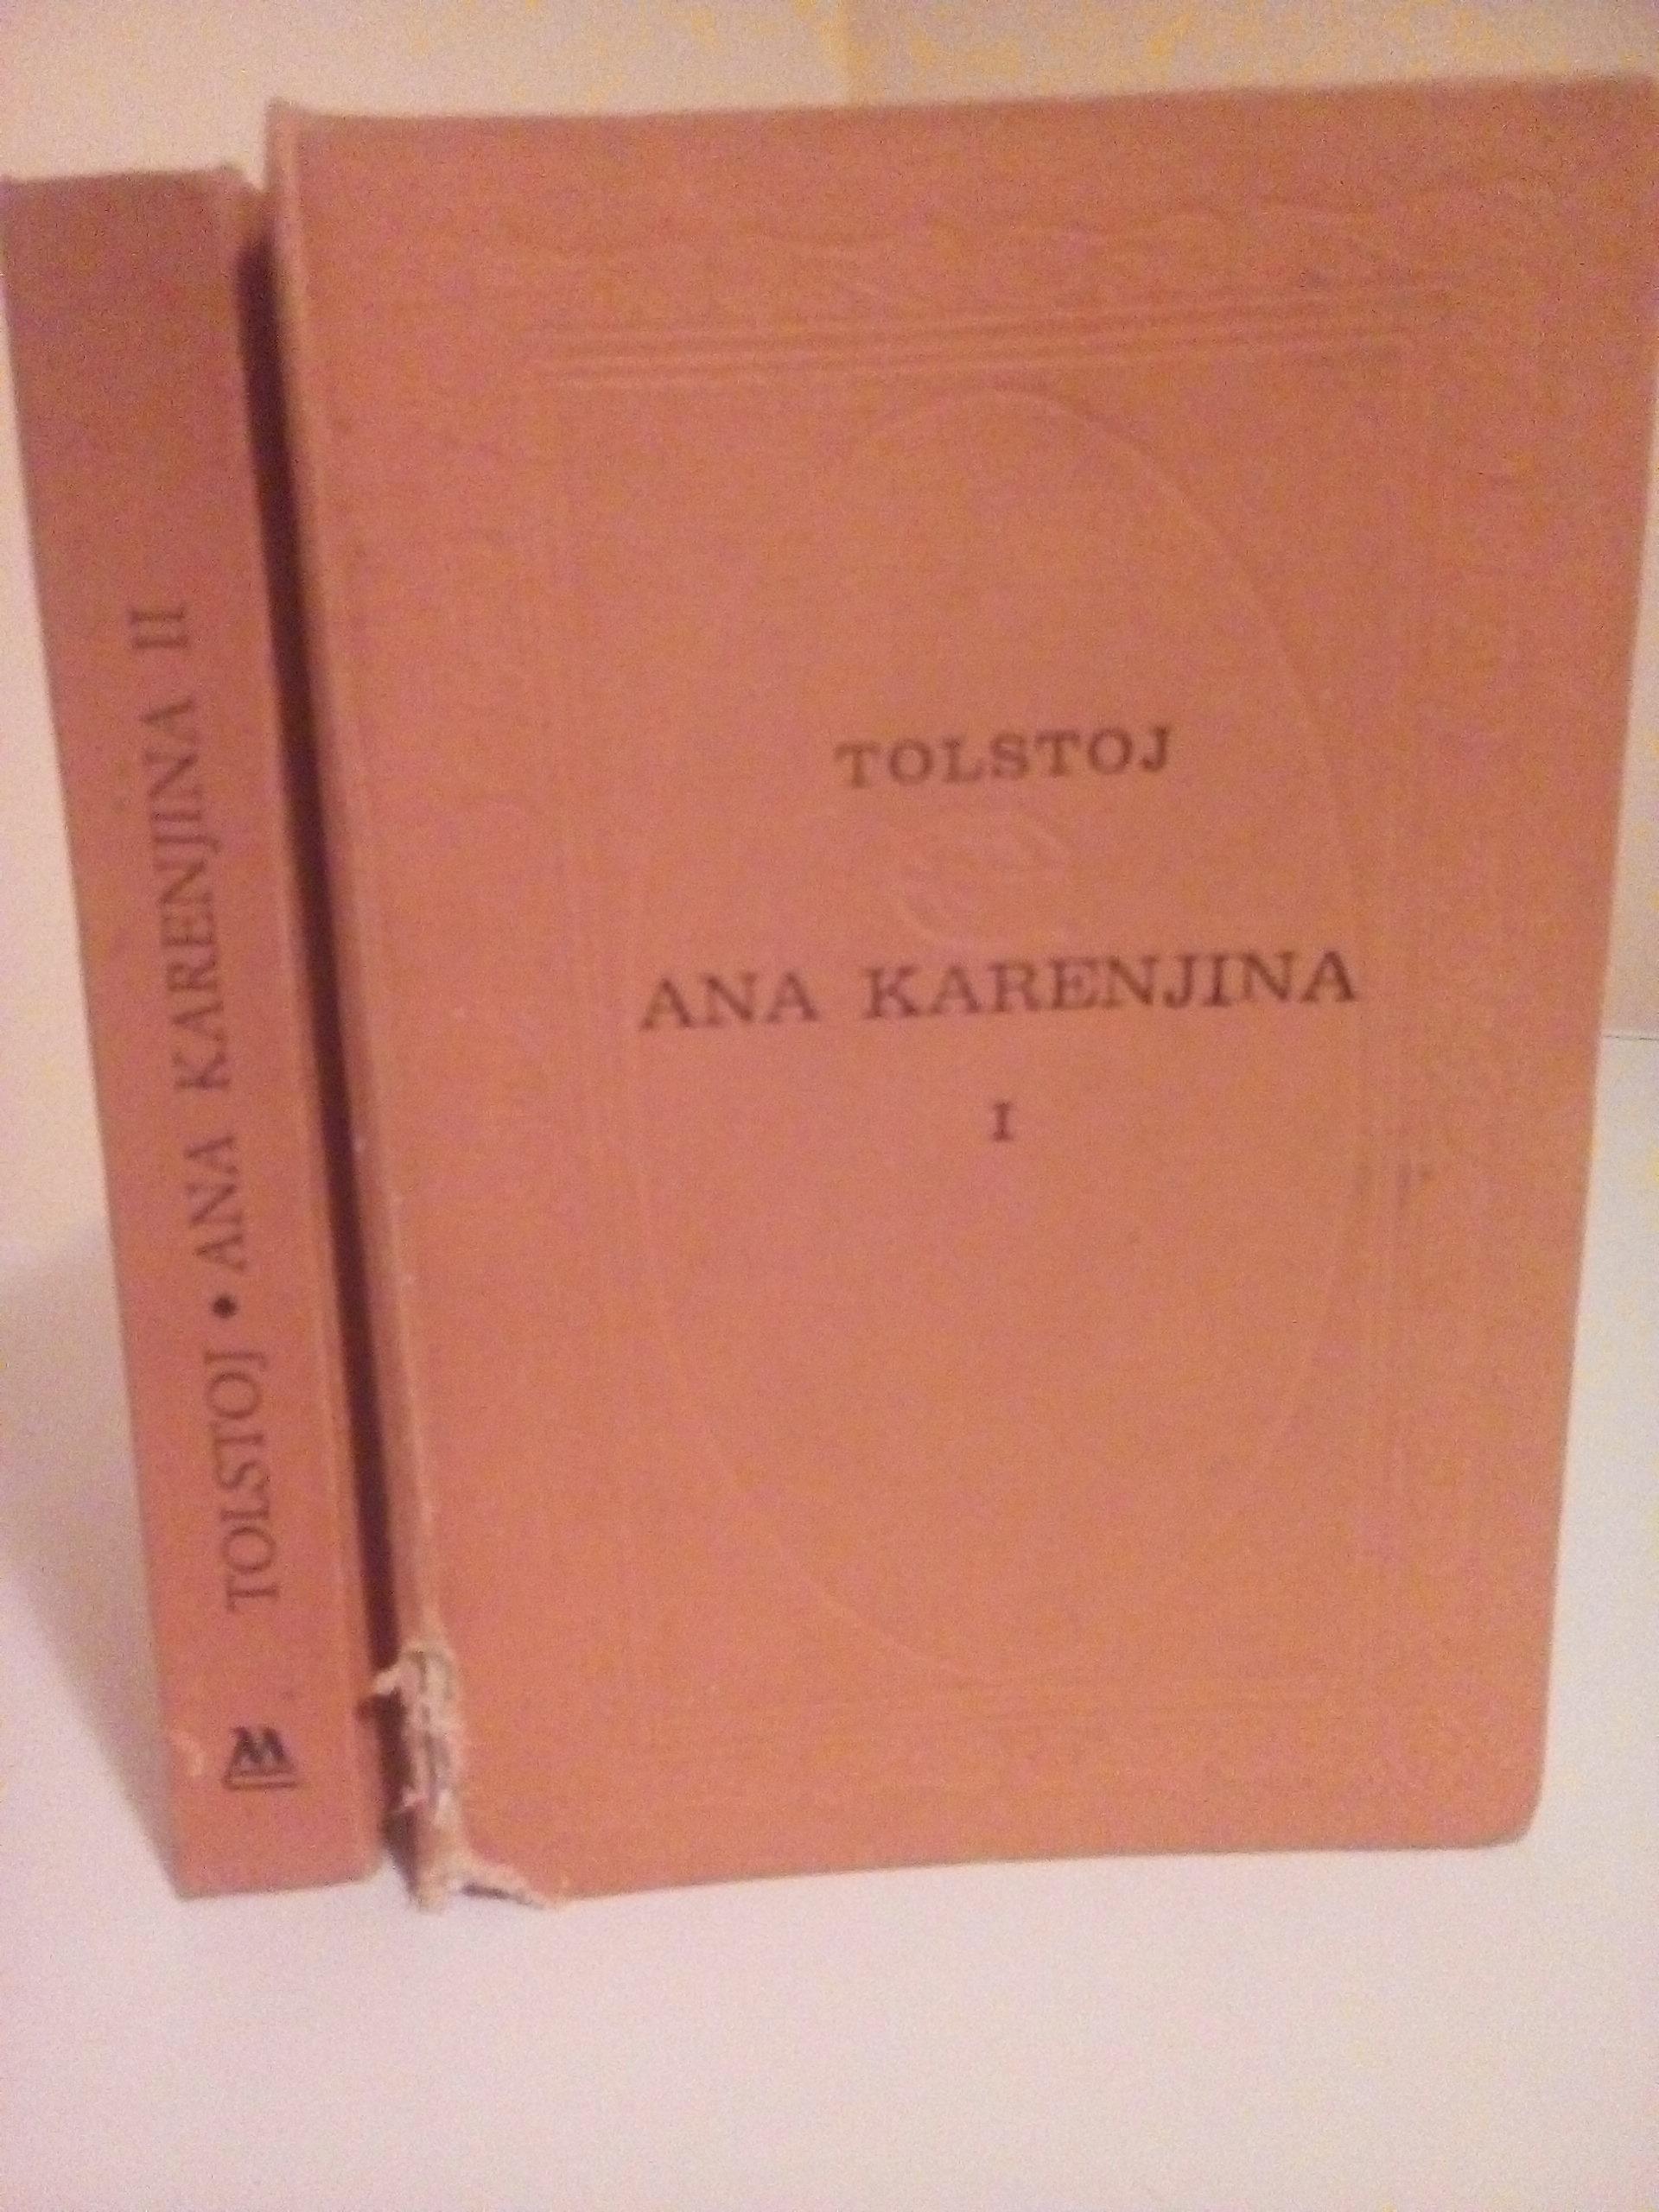 TOLSTOJ • ANA KARENJINA II
M
TOLSTOJ
ANA KARENJINA
I